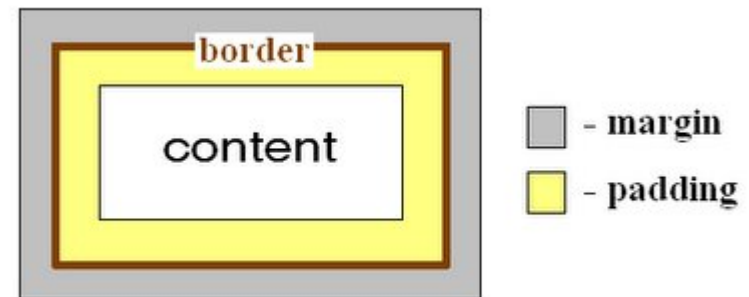 border
content
- margin
- padding